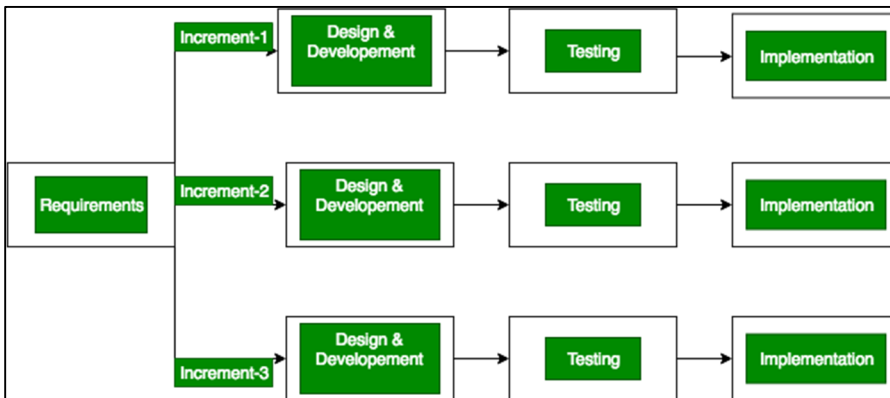 Increment-1
Design &
Developement
Testing
Implementation
Requirements
Increment-2
Design &
Developement
Testing
Implementation
Increment-3
Design &
Developement
Testing
Implementation